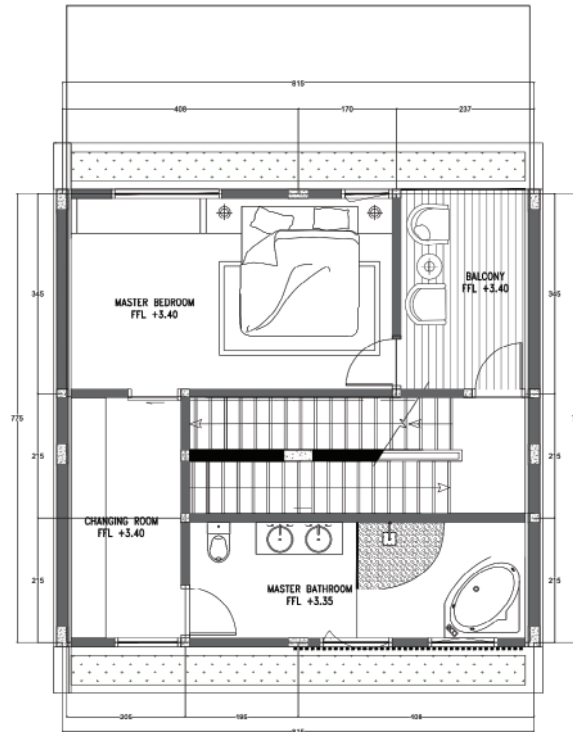 815
408 170 237
MASTER BEDROOM
FFL +3.40
BALCONY
FFL +3.40
345 345
775
215 215
CHANGING ROOM
FFL +3.40
MASTER BATHROOM
FFL +3.35
215 215
205 195 408